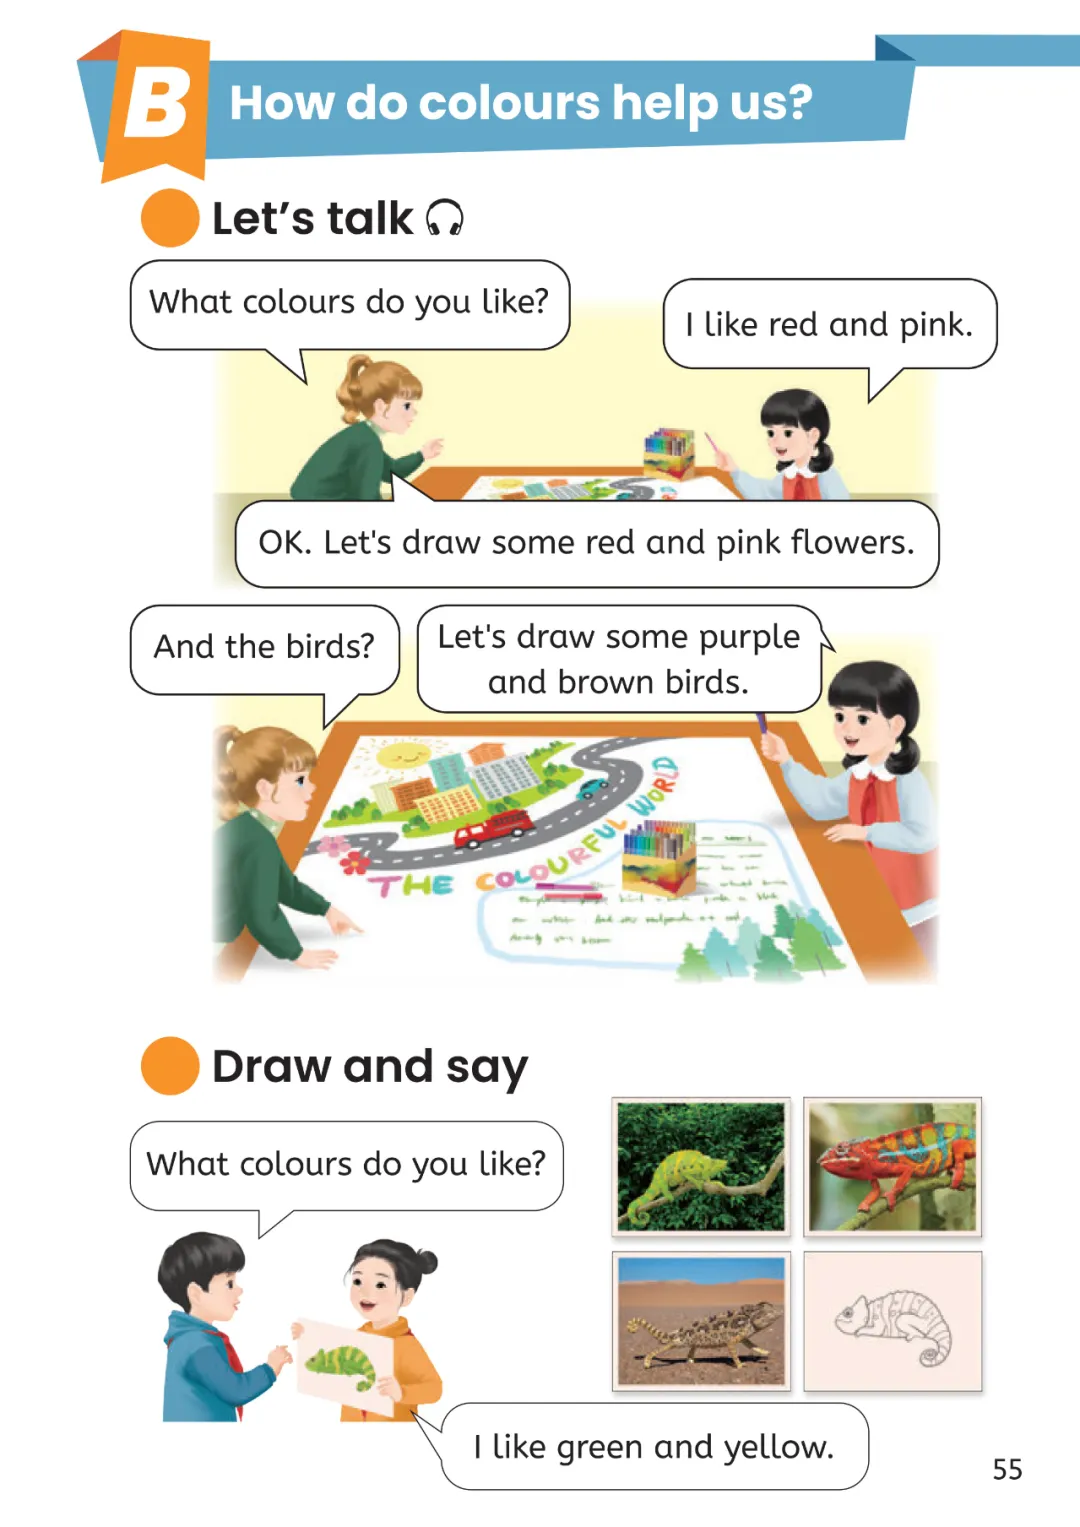 B
How do colours help us?
Let's talk
What colours do you like?
I like red and pink.
OK. Let's draw some red and pink flowers.
And the birds?
Let's draw some purple
and brown birds.
THE COLOURFUL WORLD
Draw and say
What colours do you like?
I like green and yellow.
55